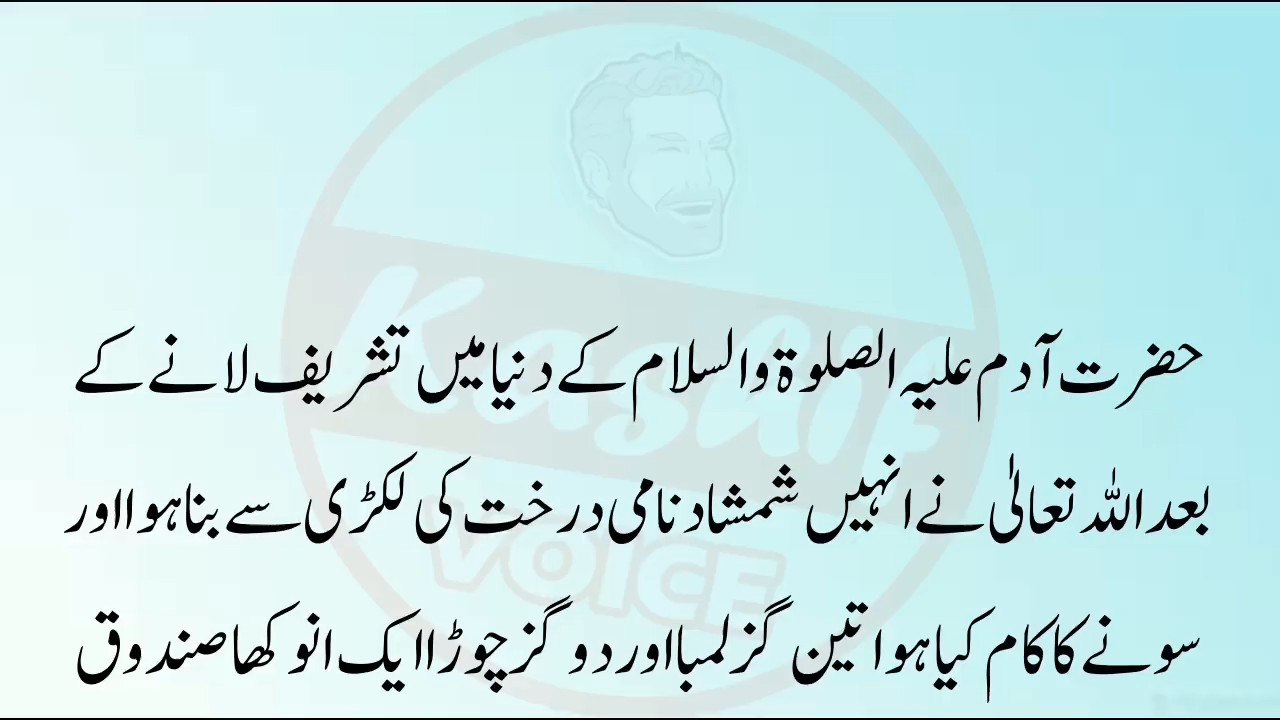 Kashif
VOICE
حضرت آدم علیہ الصلوۃ والسلام کے دنیا میں تشریف لانے کے
بعد اللہ تعالیٰ نے انہیں شمشاد نامی درخت کی لکڑی سے بنا ہوا اور
سونے کا کام کیا ہوا تین گز لمبا اور دو گز چوڑا ایک انوکھا صندوق